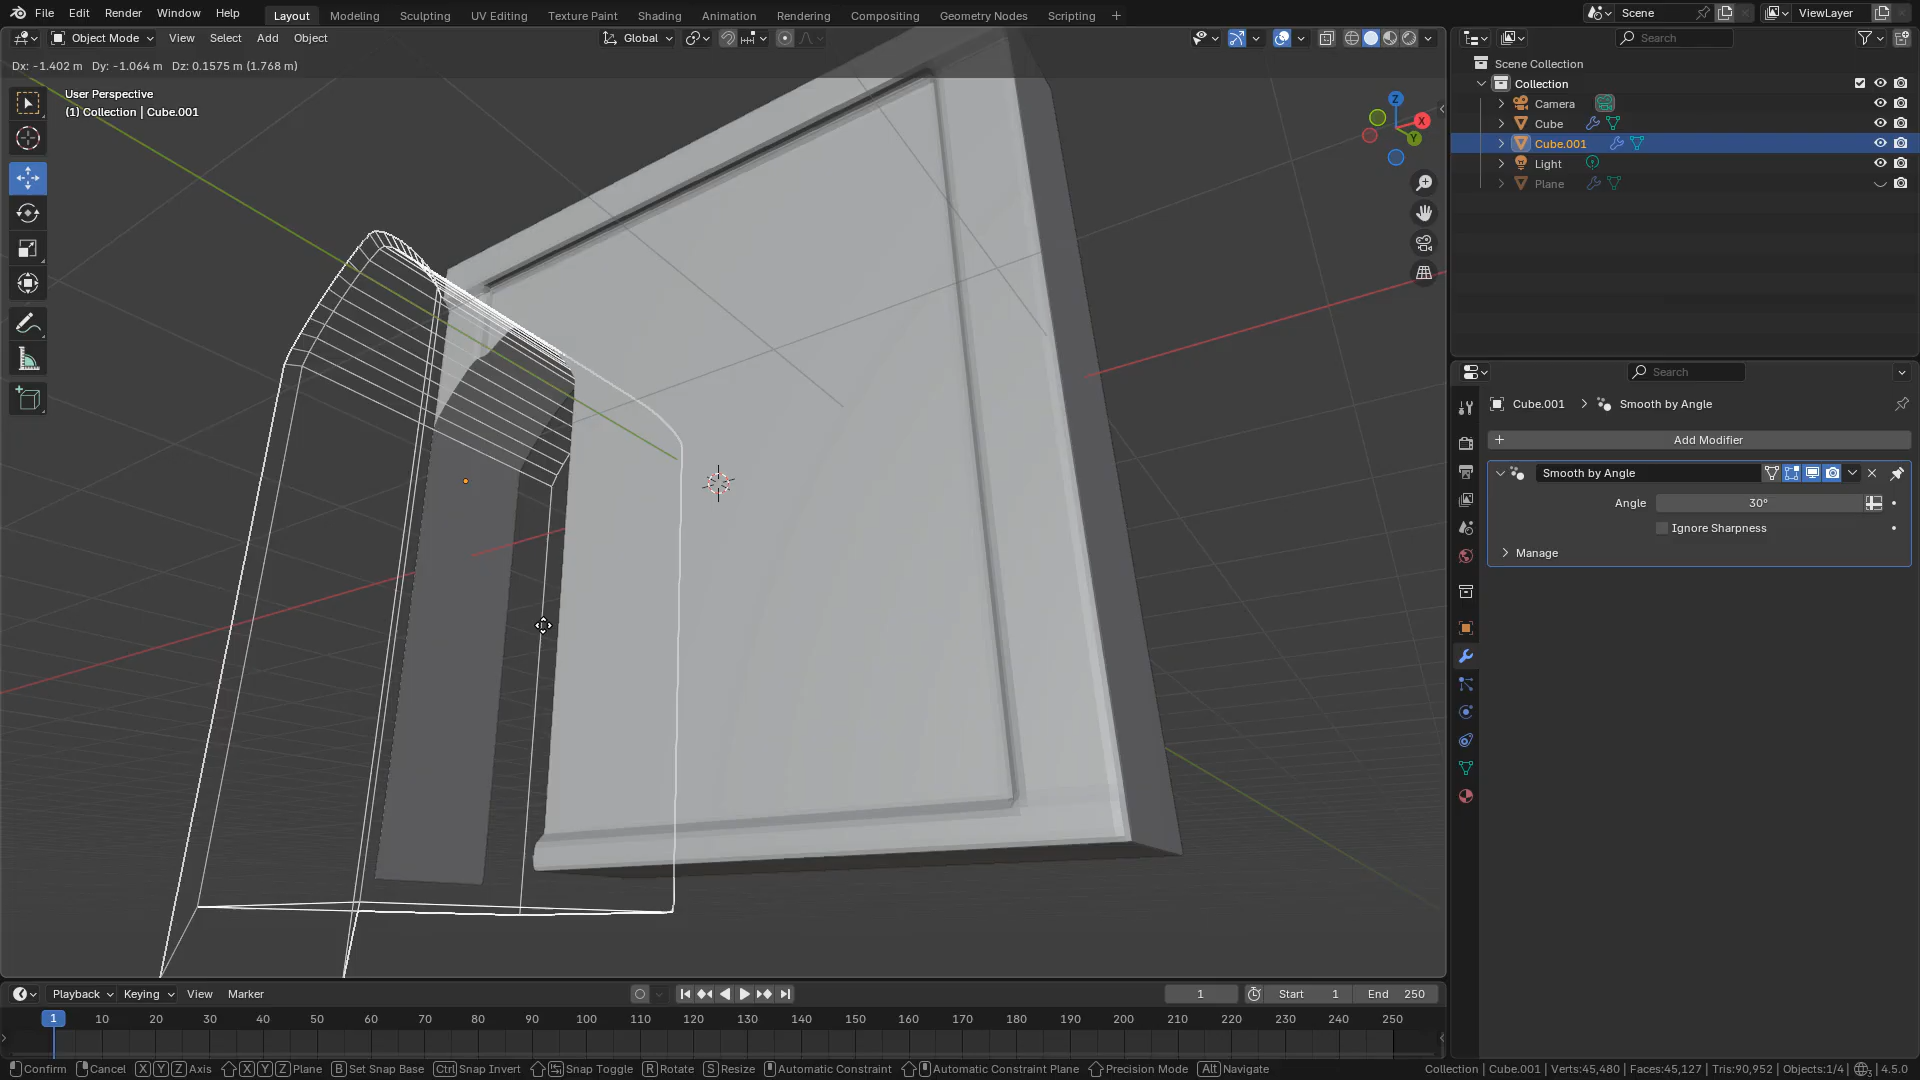 File Edit Render Window Help Layout Modeling Sculpting UV Editing Texture Paint Shading Animation Rendering Compositing Geometry Nodes Scripting Scene ViewLayer
Object Mode View Select Add Object Global Search
Dx: -1.402 m Dy: -1.064 m Dz: 0.1575 m (1.768 m)
User Perspective
(1) Collection | Cube.001
Z
X
Y
Scene Collection
Collection
Camera
Cube
Cube.001
Light
Plane
Search
Cube.001 > Smooth by Angle
Add Modifier
Smooth by Angle
Angle 30°
Ignore Sharpness
Manage
Playback Keying View Marker 1 Start 1 End 250
1 10 20 30 40 50 60 70 80 90 100 110 120 130 140 150 160 170 180 190 200 210 220 230 240 250
Confirm Cancel X Y Z Axis X Y Z Plane B Set Snap Base Ctrl Snap Invert Snap Toggle R Rotate S Resize Automatic Constraint Automatic Constraint Plane Precision Mode Alt Navigate Collection | Cube.001 | Verts:45,480 | Faces:45,127 | Tris:90,952 | Objects:1/4 | 4.5.0